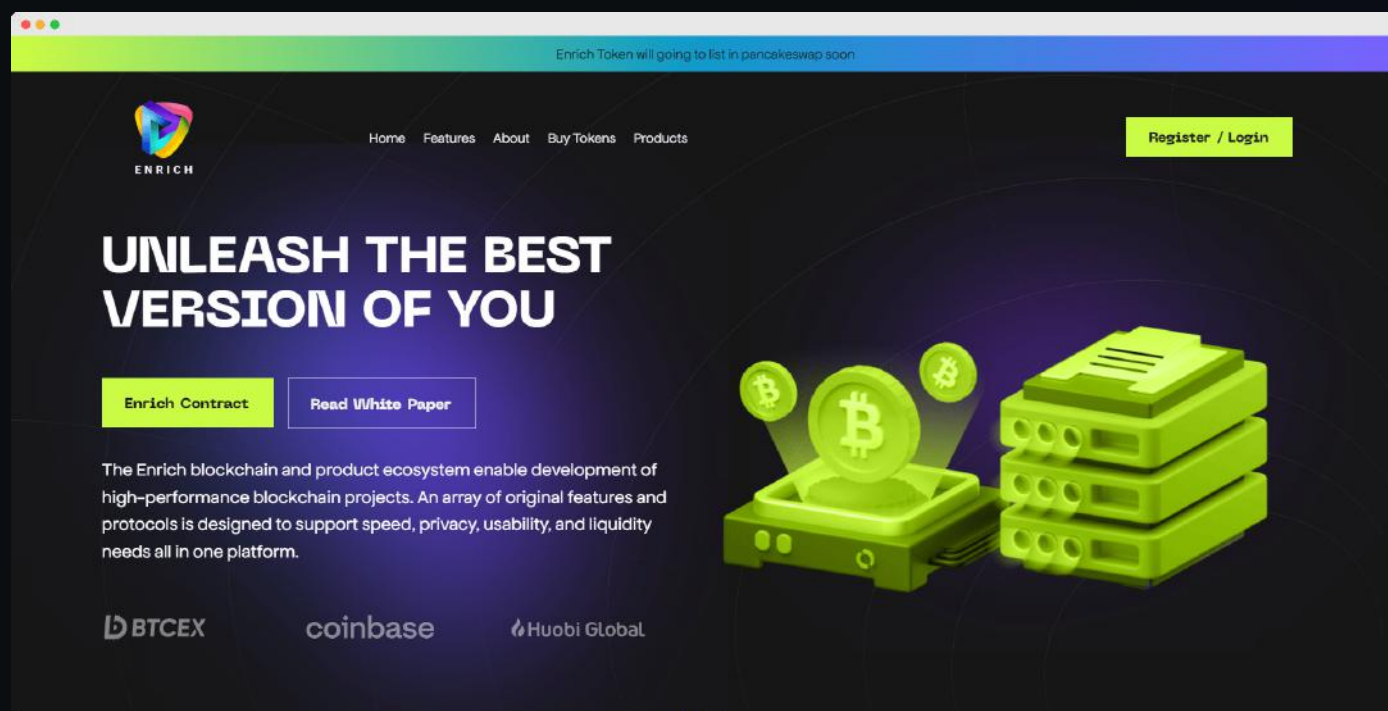 Enrich Token will going to list in pancakeswap soon
ENRICH
Home Features About Buy Tokens Products
Register / Login
UNLEASH THE BEST
VERSION OF YOU
Enrich Contract
Read White Paper
The Enrich blockchain and product ecosystem enable development of
high-performance blockchain projects. An array of original features and
protocols is designed to support speed, privacy, usability, and liquidity
needs all in one platform.
BTCEX
coinbase
Huobi Global